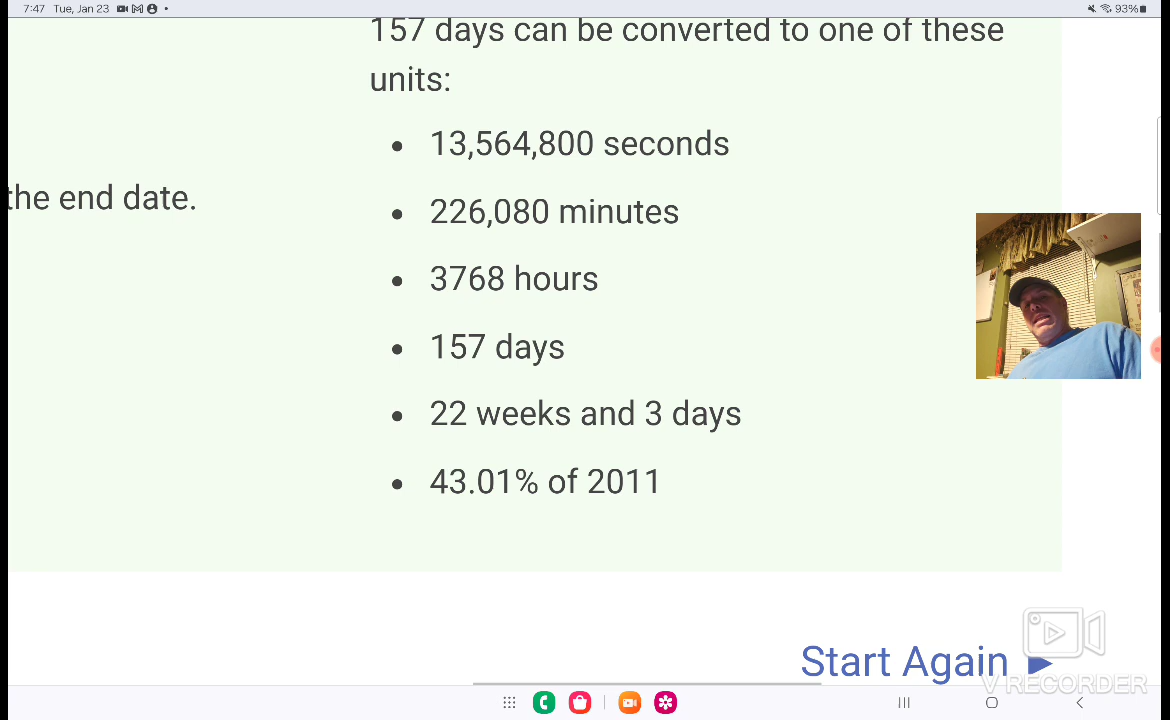 7:47 Tue, Jan 23
93%
157 days can be converted to one of these
units:
13,564,800 seconds
the end date.
226,080 minutes
3768 hours
157 days
22 weeks and 3 days
43.01% of 2011
Start Again
V RECORDER